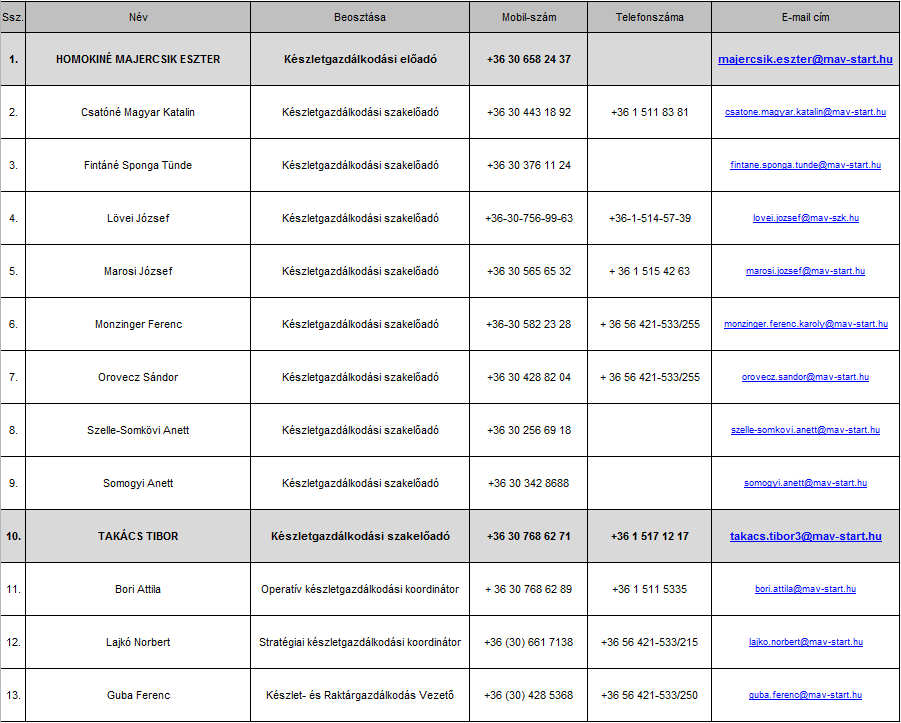 Ssz. Név Beosztása Mobil-szám Telefonszáma E-mail cím
1. HOMOKINÉ MAJERCSIK ESZTER Készletgazdálkodási előadó +36 30 658 24 37 majercsik.eszter@mav-start.hu
2. Csatóné Magyar Katalin Készletgazdálkodási szakelőadó +36 30 443 18 92 +36 1 511 83 81 csatone.magyar.katalin@mav-start.hu
3. Fintáné Sponga Tünde Készletgazdálkodási szakelőadó +36 30 376 11 24 fintane.sponga.tunde@mav-start.hu
4. Lövei József Készletgazdálkodási szakelőadó +36-30-756-99-63 +36-1-514-57-39 lovei.jozsef@mav-szk.hu
5. Marosi József Készletgazdálkodási szakelőadó +36 30 565 65 32 + 36 1 515 42 63 marosi.jozsef@mav-start.hu
6. Monzinger Ferenc Készletgazdálkodási szakelőadó +36-30 582 23 28 + 36 56 421-533/255 monzinger.ferenc.karoly@mav-start.hu
7. Orovecz Sándor Készletgazdálkodási szakelőadó +36 30 428 82 04 + 36 56 421-533/255 orovecz.sandor@mav-start.hu
8. Szelle-Somkövi Anett Készletgazdálkodási szakelőadó +36 30 256 69 18 szelle-somkovi.anett@mav-start.hu
9. Somogyi Anett Készletgazdálkodási szakelőadó +36 30 342 8688 somogyi.anett@mav-start.hu
10. TAKÁCS TIBOR Készletgazdálkodási szakelőadó +36 30 768 62 71 +36 1 517 12 17 takacs.tibor3@mav-start.hu
11. Bori Attila Operatív készletgazdálkodási koordinátor + 36 30 768 62 89 +36 1 511 5335 bori.attila@mav-start.hu
12. Lajkó Norbert Stratégiai készletgazdálkodási koordinátor +36 (30) 661 7138 +36 56 421-533/215 lajko.norbert@mav-start.hu
13. Guba Ferenc Készlet- és Raktárgazdálkodás Vezető +36 (30) 428 5368 +36 56 421-533/250 guba.ferenc@mav-start.hu